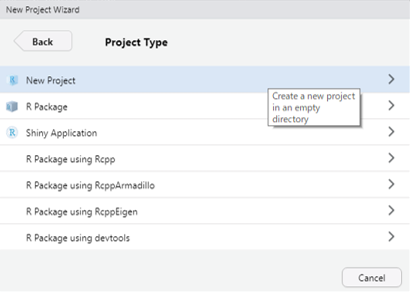 New Project Wizard
Back
Project Type
New Project
Create a new project
in an empty
directory
R Package
R Shiny Application
R Package using Rcpp
R Package using RcppArmadillo
R Package using RcppEigen
R Package using devtools
Cancel